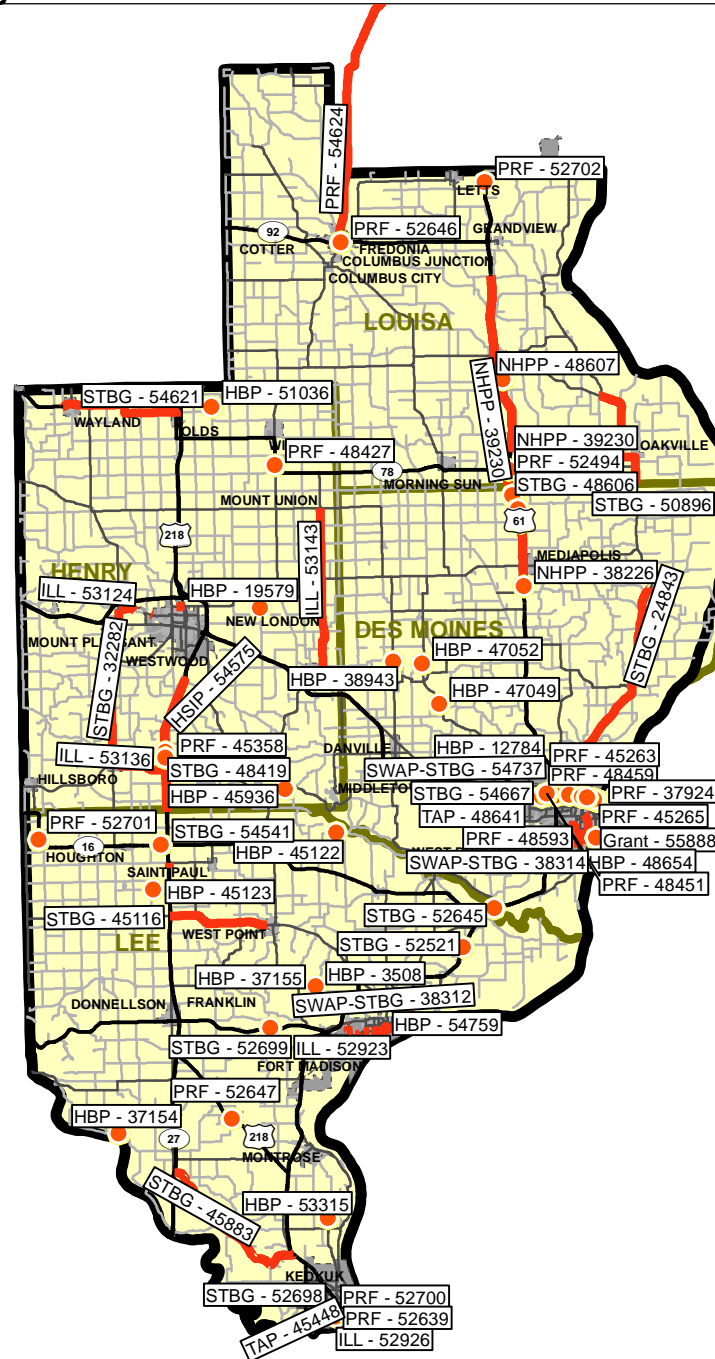 PRF - 54624
PRF - 52702
LETTS
92
PRF - 52646
GRANDVIEW
COTTER
FREDONIA
COLUMBUS JUNCTION
COLUMBUS CITY
LOUISA
NHPP - 48607
STBG - 54621
HBP - 51036
NHPP - 39230
WAYLAND
OLDS
NHPP - 39230
OAKVILLE
WI
PRF - 48427
PRF - 52494
78
MORNING SUN
STBG - 48606
MOUNT UNION
STBG - 50896
218
61
ILL - 53143
MEDIAPOLIS
HENRY
NHPP - 38226
ILL - 53124
HBP - 19579
STBG - 24843
NEW LONDON
DES MOINES
MOUNT PLEASANT
WESTWOOD
STBG - 32282
HSIP - 54575
HBP - 47052
HBP - 38943
HBP - 47049
PRF - 45358
DANVILLE
HBP - 12784
PRF - 45263
ILL - 53136
STBG - 48419
SWAP-STBG - 54737
PRF - 48459
HILLSBORO
HBP - 45936
MIDDLETO
STBG - 54667
PRF - 37924
TAP - 48641
PRF - 45265
PRF - 52701
STBG - 54541
PRF - 48593
Grant - 55888
16
HOUGHTON
HBP - 45122
SWAP-STBG - 38314
HBP - 48654
SAINT PAUL
PRF - 48451
HBP - 45123
STBG - 45116
STBG - 52645
WEST POINT
LEE
STBG - 52521
HBP - 37155
HBP - 3508
DONNELLSON
FRANKLIN
SWAP-STBG - 38312
HBP - 54759
STBG - 52699
ILL - 52923
FORT MADISON
PRF - 52647
HBP - 37154
27
218
MONTROSE
STBG - 45883
HBP - 53315
KEOKUK
STBG - 52698
PRF - 52700
TAP - 45448
PRF - 52639
ILL - 52926